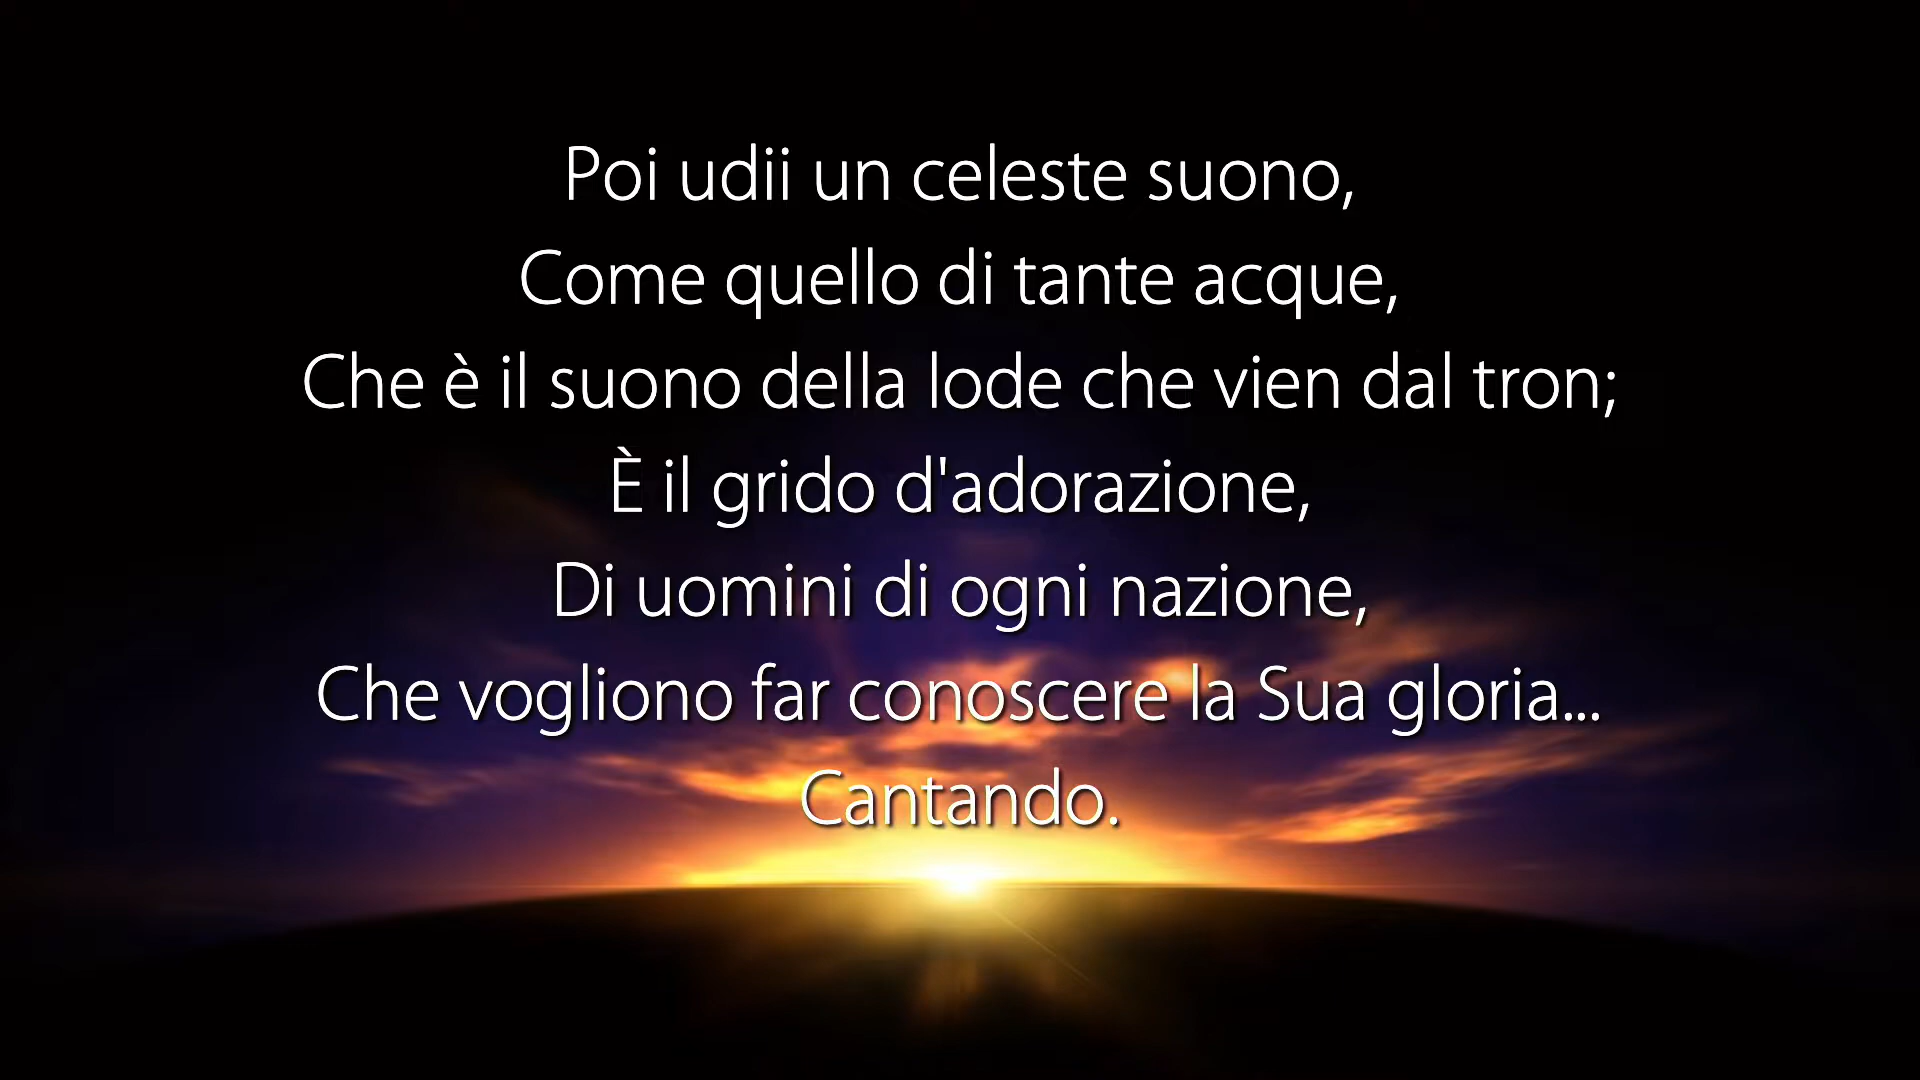 Poi udii un celeste suono,
Come quello di tante acque,
Che è il suono della lode che vien dal tron;
È il grido d'adorazione,
Di uomini di ogni nazione,
Che vogliono far conoscere la Sua gloria...
Cantando.